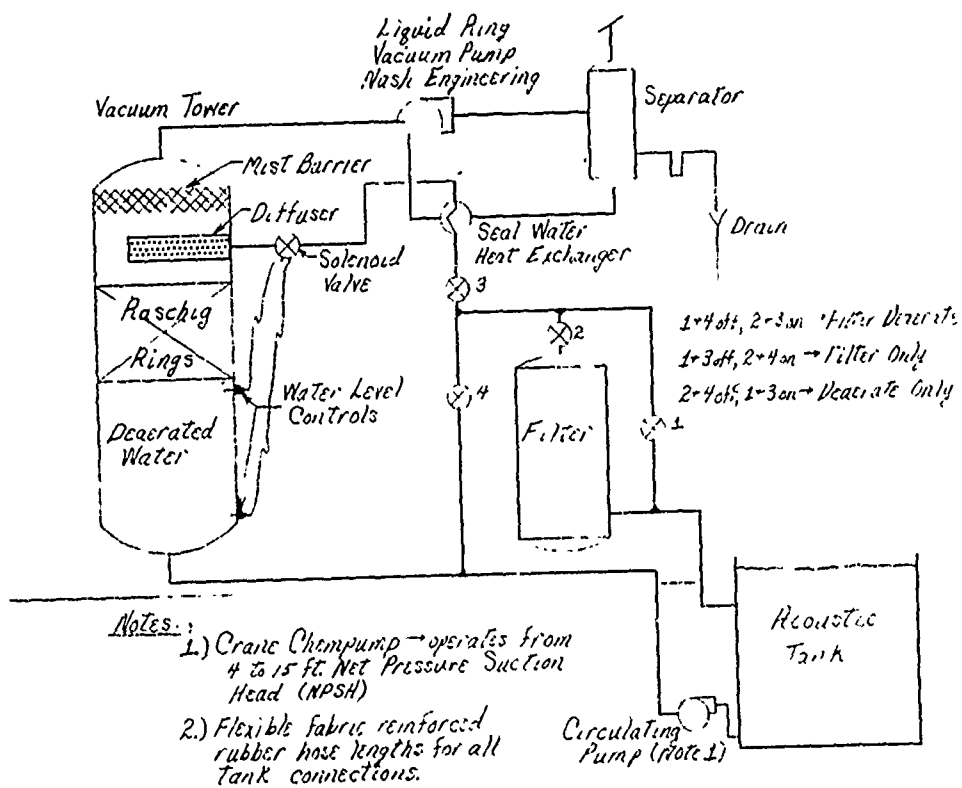 Liquid Ring
Vacuum Pump
Nash Engineering
Vacuum Tower
Separator
Mist Barrier
Diffuser
Solenoid
Valve
Seal Water
Heat Exchanger
Drain
3
Raschig
Rings
2
1+4 off, 2+3 on → Filter Deaerate
1+3 off, 2+4 on → Filter Only
2+4 off, 1+3 on → Deaerate Only
Water Level
Controls
4
Filter
1
Deaerated
Water
Acoustic
Tank
Notes:
1.) Crane Chempump → operates from
4 to 15 ft. Net Pressure Suction
Head (NPSH)
2.) Flexible fabric reinforced
rubber hose lengths for all
tank connections.
Circulating
Pump (Note 1)